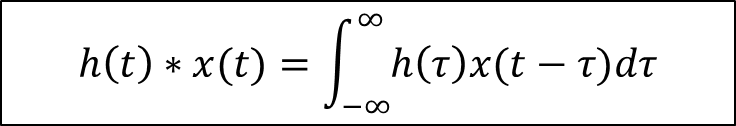 h(t) ∗ x(t) = ∫_{−∞}^{∞} h(τ)x(t − τ)dτ